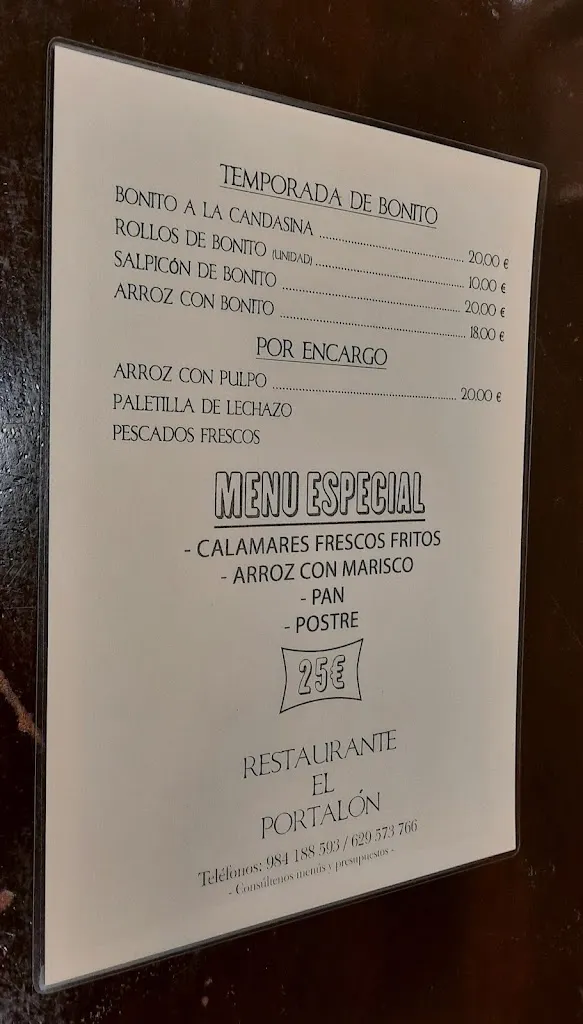 TEMPORADA DE BONITO
BONITO A LA CANDASINA ........................................ 20,00 €
ROLLOS DE BONITO (UNIDAD) ........................................ 10,00 €
SALPICÓN DE BONITO ........................................ 20,00 €
ARROZ CON BONITO ........................................ 18,00 €
POR ENCARGO
ARROZ CON PULPO ........................................ 20,00 €
PALETILLA DE LECHAZO
PESCADOS FRESCOS
MENU ESPECIAL
- CALAMARES FRESCOS FRITOS
- ARROZ CON MARISCO
- PAN
- POSTRE
25€
RESTAURANTE
EL
PORTALÓN
Teléfonos: 984 188 593 / 629 573 766
- Consúltenos menús y presupuestos -